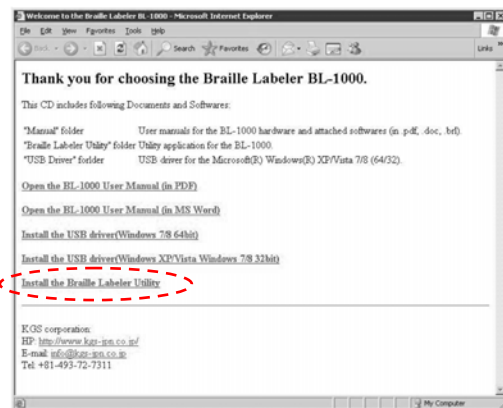 Welcome to the Braille Labeler BL-1000 - Microsoft Internet Explorer
File Edit View Favorites Tools Help
Back Search Favorites Links »
Thank you for choosing the Braille Labeler BL-1000.
This CD includes following Documents and Softwares:
"Manual" folder User manuals for the BL-1000 hardware and attached softwares (in .pdf, .doc, .brl).
"Braille Labeler Utility" folder Utility application for the BL-1000.
"USB Driver" forlder USB driver for the Microsoft(R) Windows(R) XP/Vista 7/8 (64/32).
Open the BL-1000 User Manual (in PDF)
Open the BL-1000 User Manual (in MS Word)
Install the USB driver(Windows 7/8 64bit)
Install the USB driver(Windows XP/Vista Windows 7/8 32bit)
Install the Braille Labeler Utility
KGS corporation:
HP: http://www.kgs-jpn.co.jp/
E-mail: info@kgs-jpn.co.jp
Tel: +81-493-72-7311
My Computer